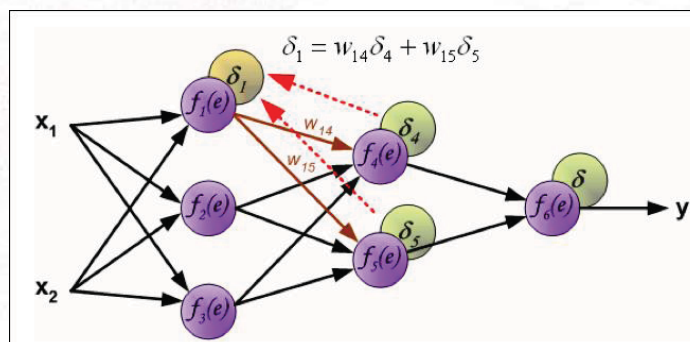 δ₁ = w₁₄δ₄ + w₁₅δ₅
δ₁
f₁(e)
x₁
w₁₄
δ₄
f₄(e)
w₁₅
δ
f₂(e)
f₆(e)
y
δ₅
f₅(e)
x₂
f₃(e)